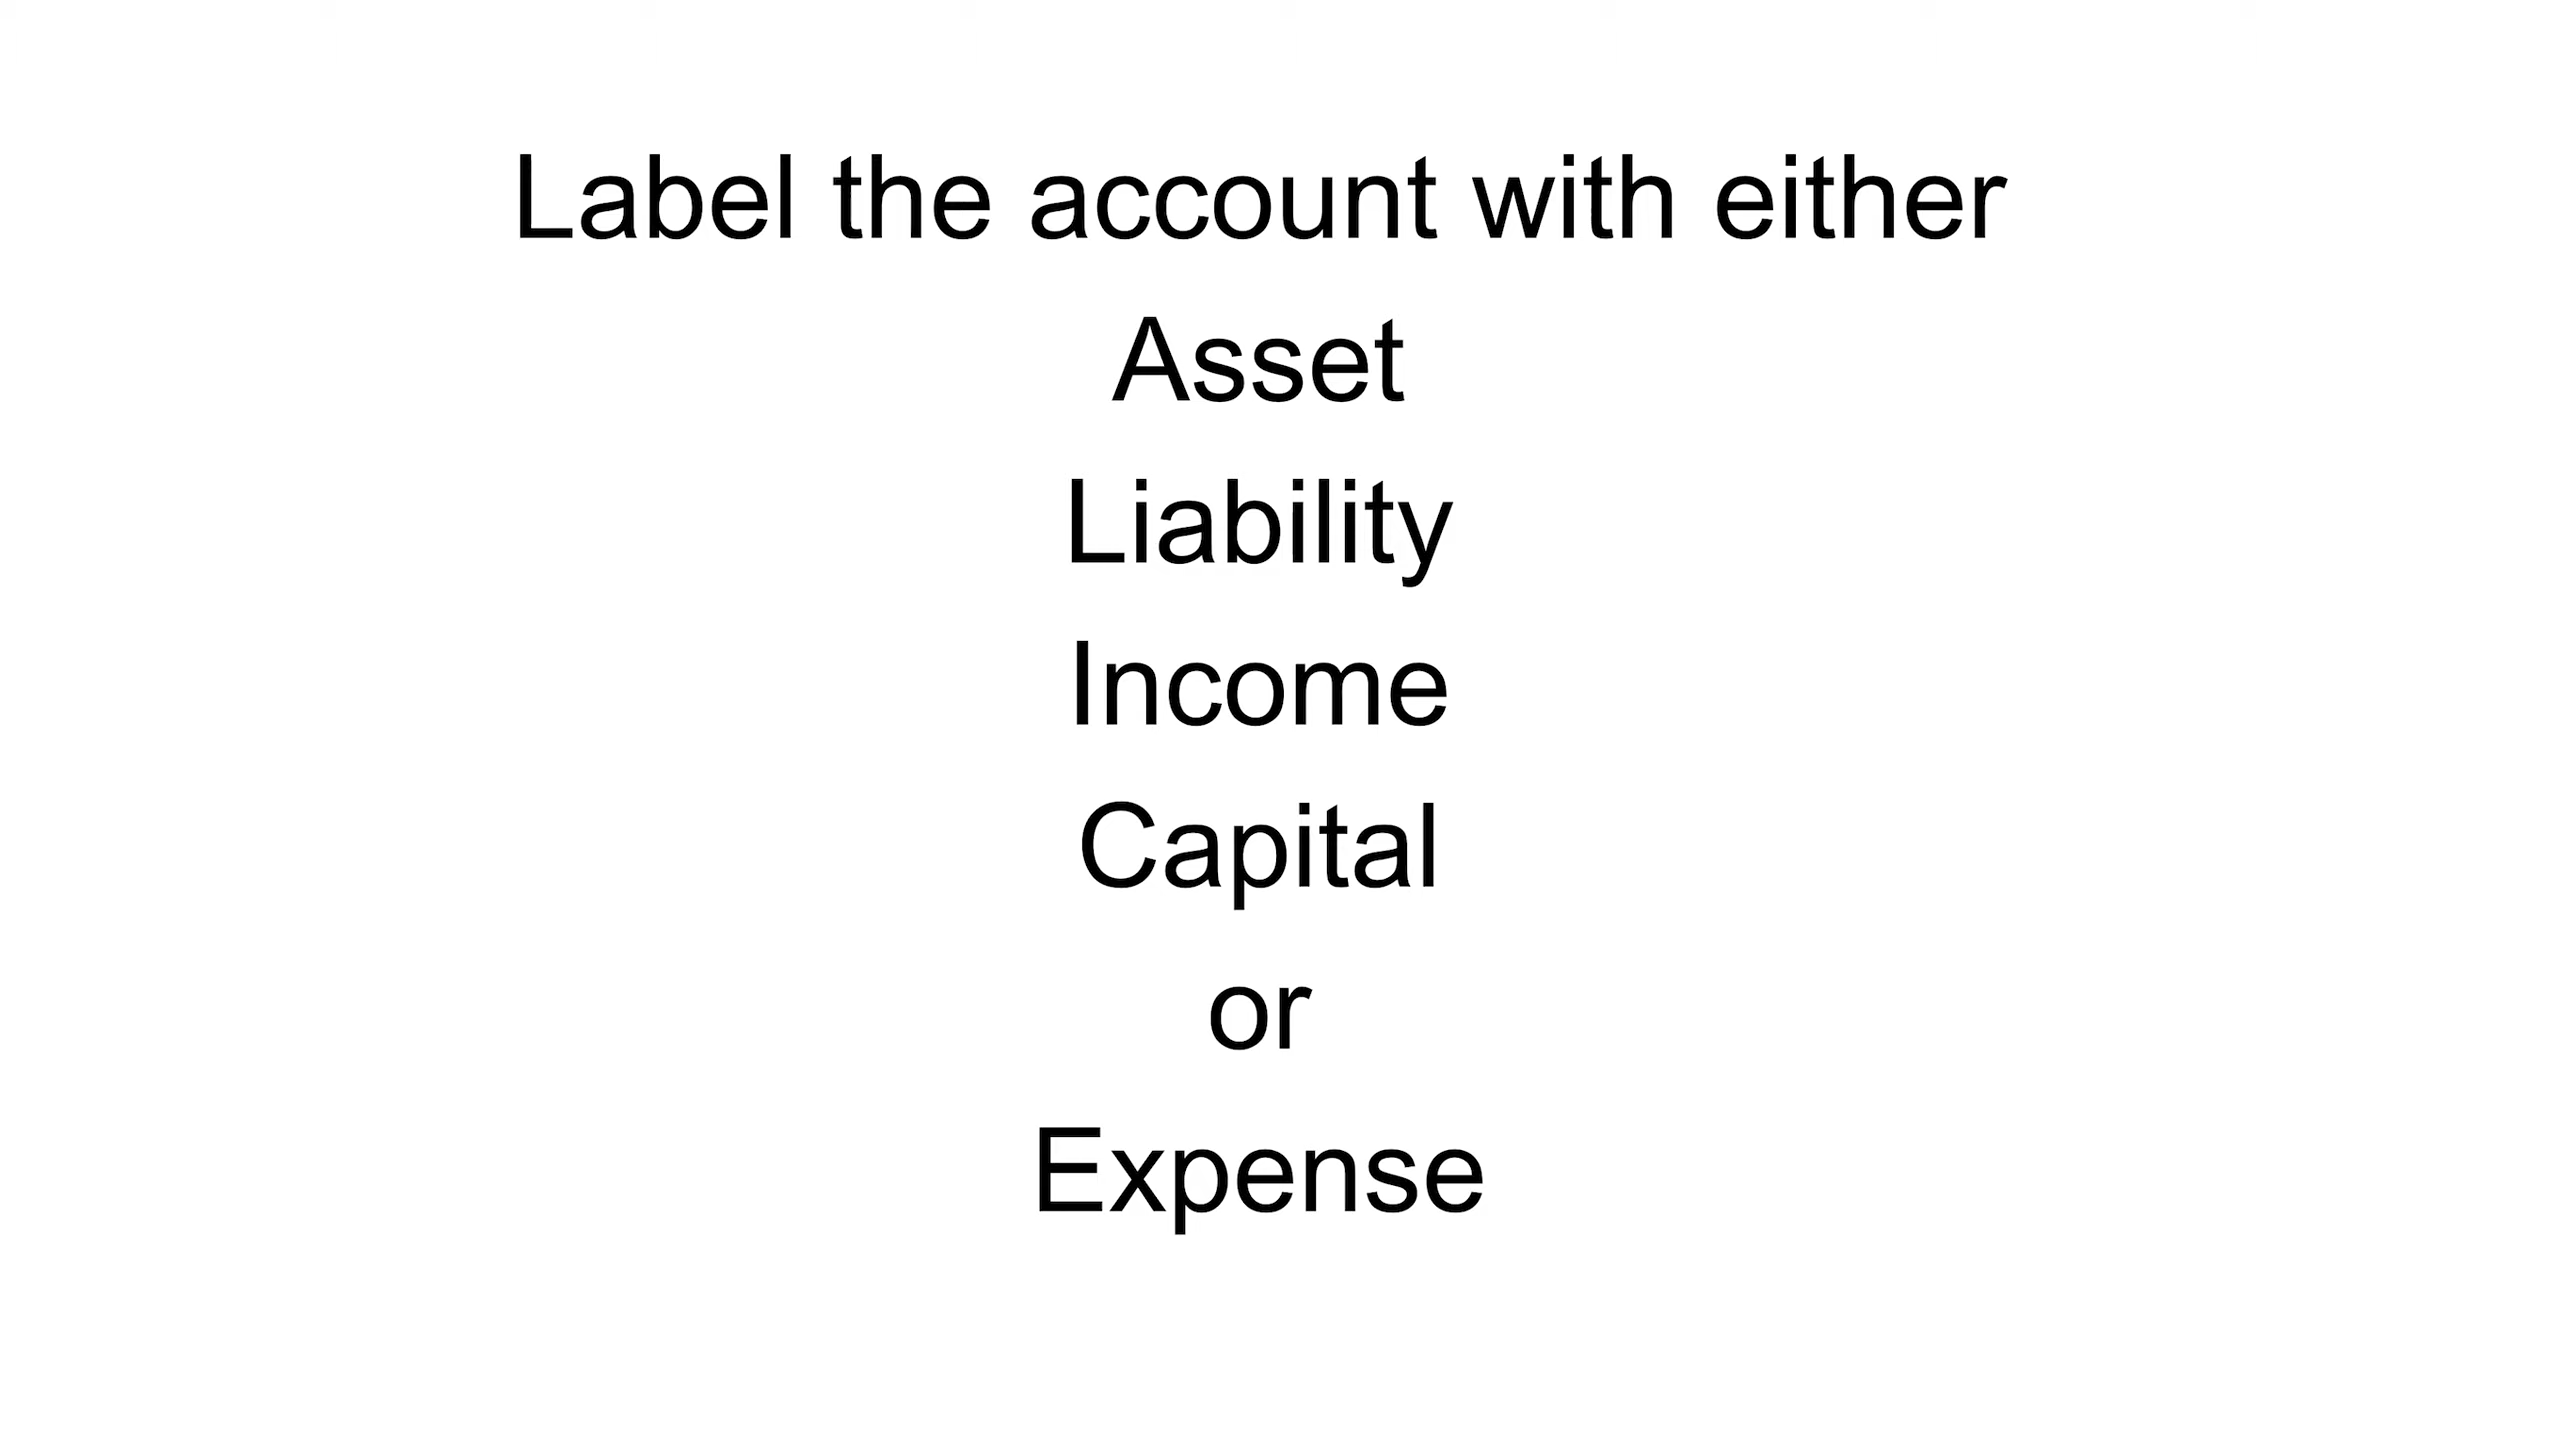 Label the account with either
Asset
Liability
Income
Capital
or
Expense